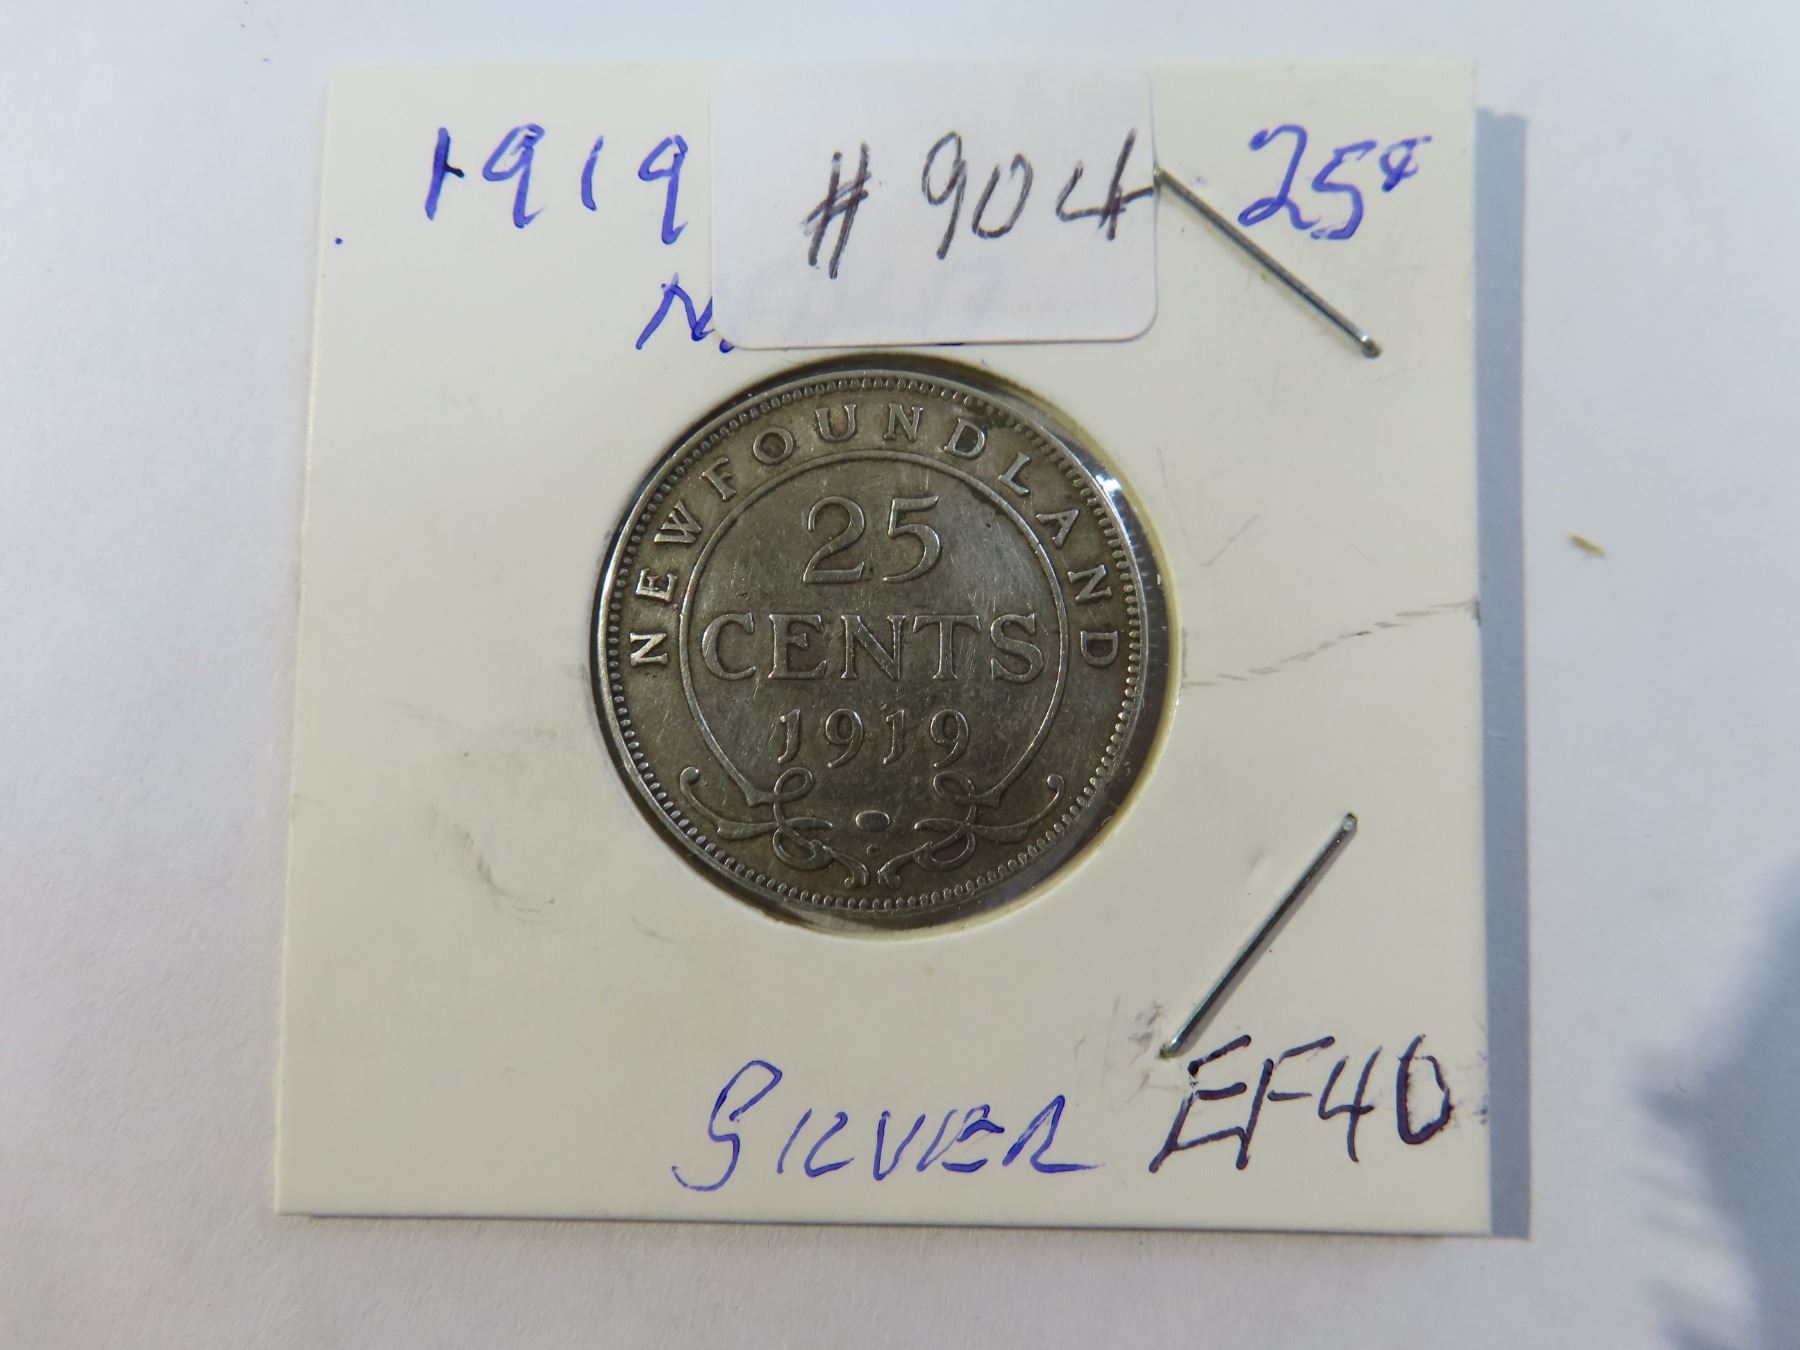 1919 #904 25¢
N.
NEWFOUNDLAND
25
CENTS
1919
C
SILVER EF40